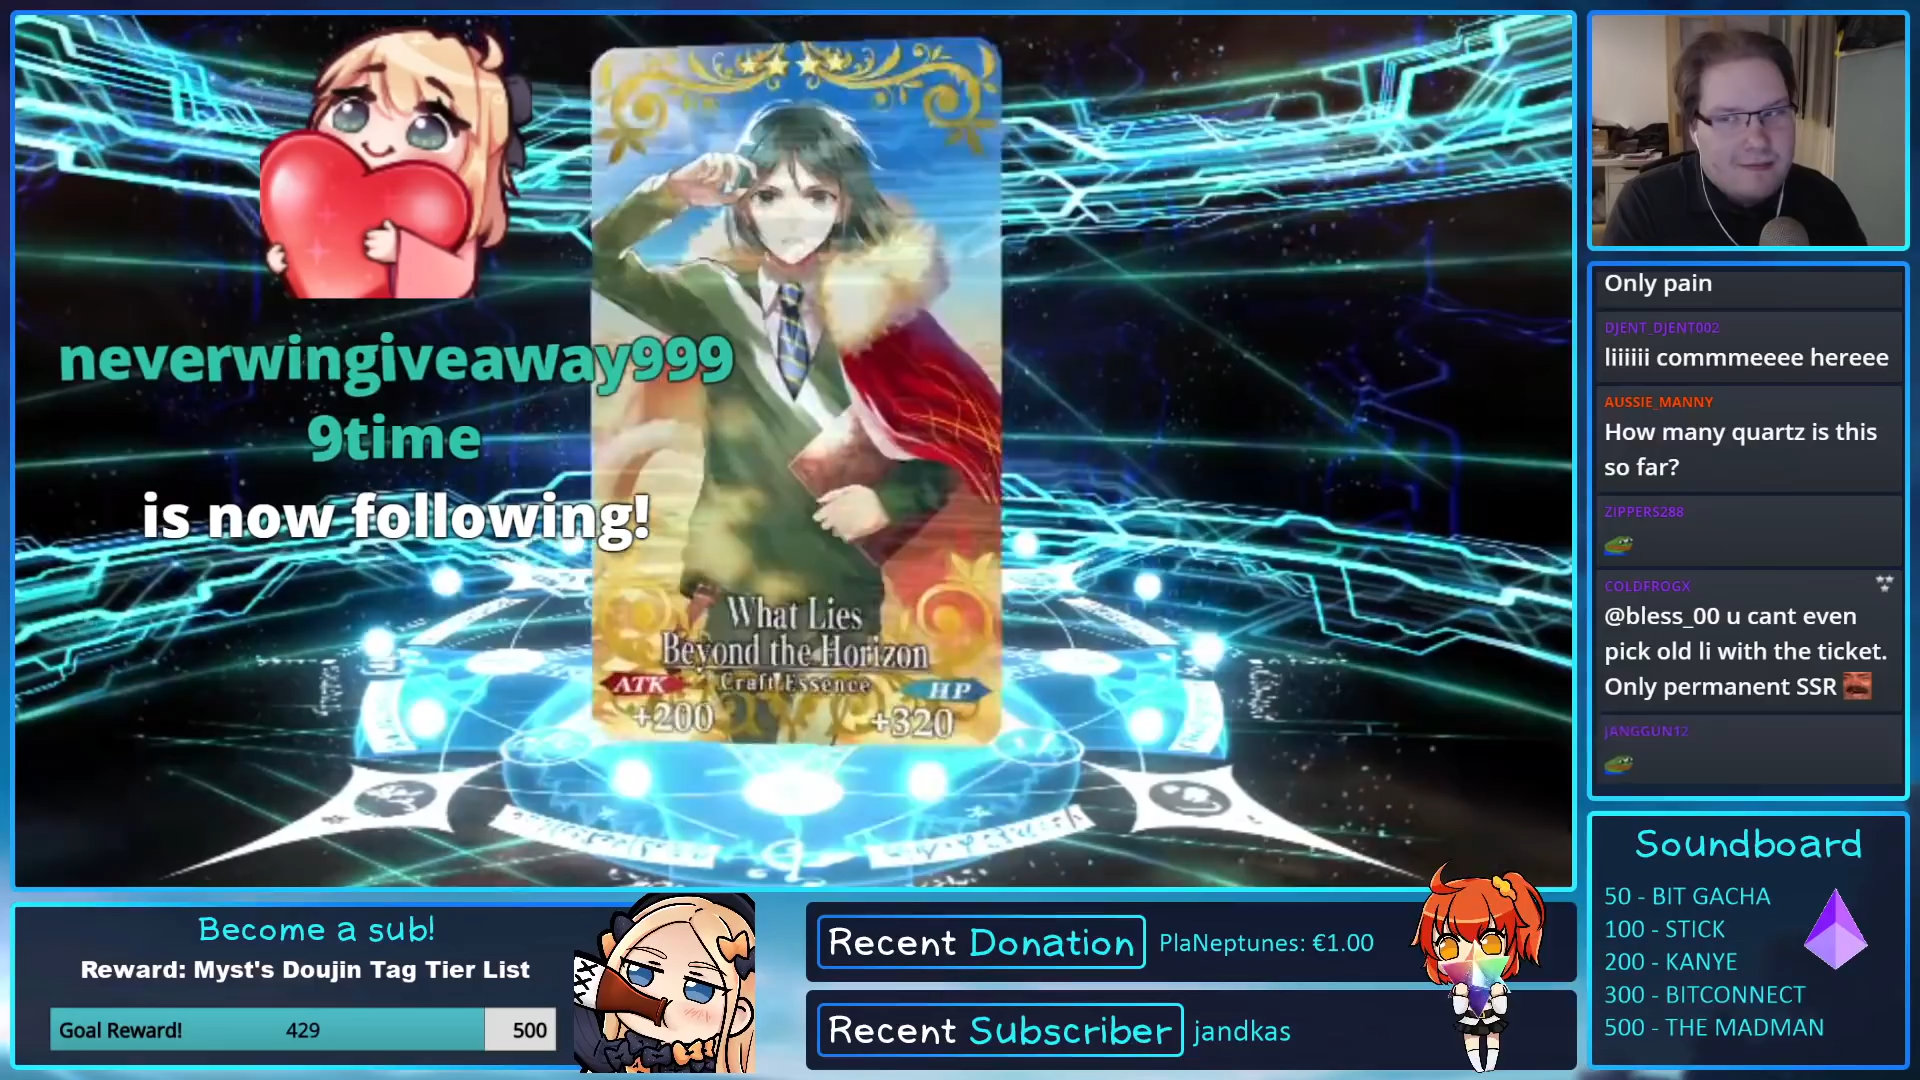 neverwingiveaway999
9time
is now following!
What Lies
Beyond the Horizon
Craft Essence
ATK
HP
+200
+320
Only pain
DJENT_DJENT002
liiiiii commmeeee hereee
AUSSIE_MANNY
How many quartz is this
so far?
ZIPPERS288
COLDFROGX
@bless_00 u cant even
pick old li with the ticket.
Only permanent SSR
JANGGUN12
Soundboard
50 - BIT GACHA
100 - STICK
200 - KANYE
300 - BITCONNECT
500 - THE MADMAN
Become a sub!
Reward: Myst's Doujin Tag Tier List
Goal Reward!
429
500
XXX
Recent Donation
PlaNeptunes: €1.00
Recent Subscriber
jandkas